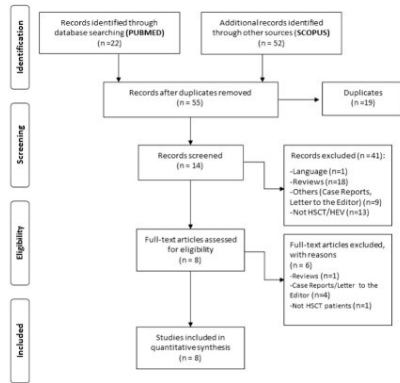 Identification
Records identified through
database searching (PUBMED)
(n =22)
Additional records identified
through other sources (SCOPUS)
(n = 52)
Records after duplicates removed
(n = 55)
Duplicates
(n =19)
Screening
Records screened
(n = 14)
Records excluded (n = 41):
-Language (n=1)
-Reviews (n=18)
-Others (Case Reports,
Letter to the Editor) (n=9)
-Not HSCT/HEV (n=13)
Eligibility
Full-text articles assessed
for eligibility
(n = 8)
Full-text articles excluded,
with reasons
(n = 6)
-Reviews (n=1)
-Case Reports/Letter to the
Editor (n=4)
-Not HSCT patients (n=1)
Included
Studies included in
quantitative synthesis
(n = 8)